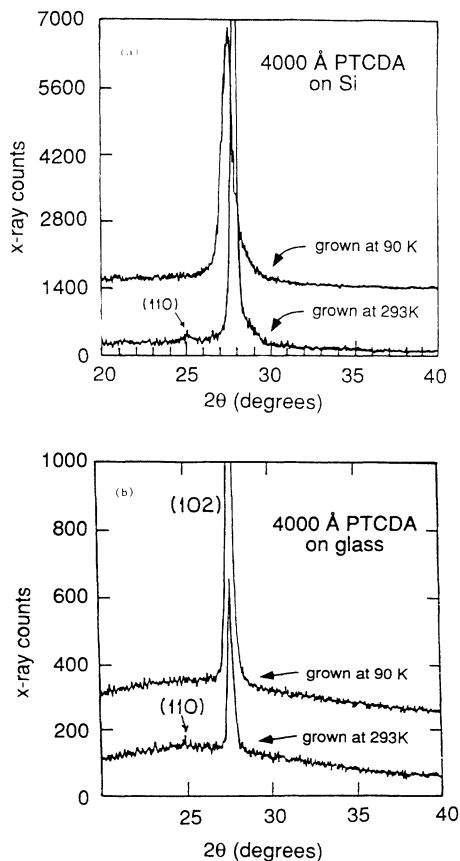 7000
(a)
4000 Å PTCDA
on Si
5600
4200
2800
1400
0
x-ray counts
grown at 90 K
(110)
grown at 293K
20 25 30 35 40
2θ (degrees)
1000
(b)
(102)
4000 Å PTCDA
on glass
800
600
400
200
0
x-ray counts
grown at 90 K
(110)
grown at 293K
25 30 35 40
2θ (degrees)